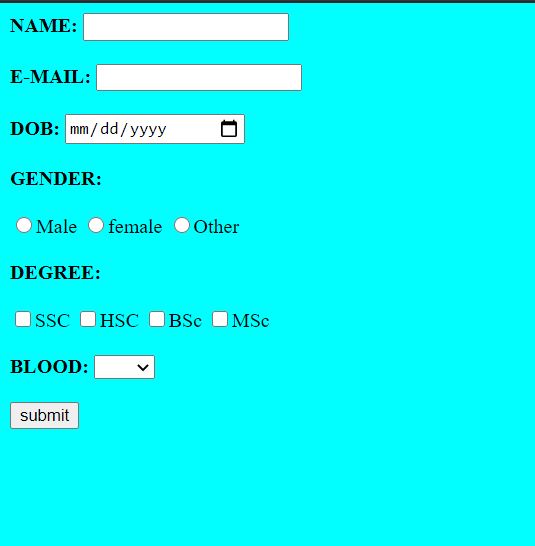 NAME:
E-MAIL:
DOB: mm/dd/yyyy
GENDER:
Male female Other
DEGREE:
SSC HSC BSc MSc
BLOOD:
submit